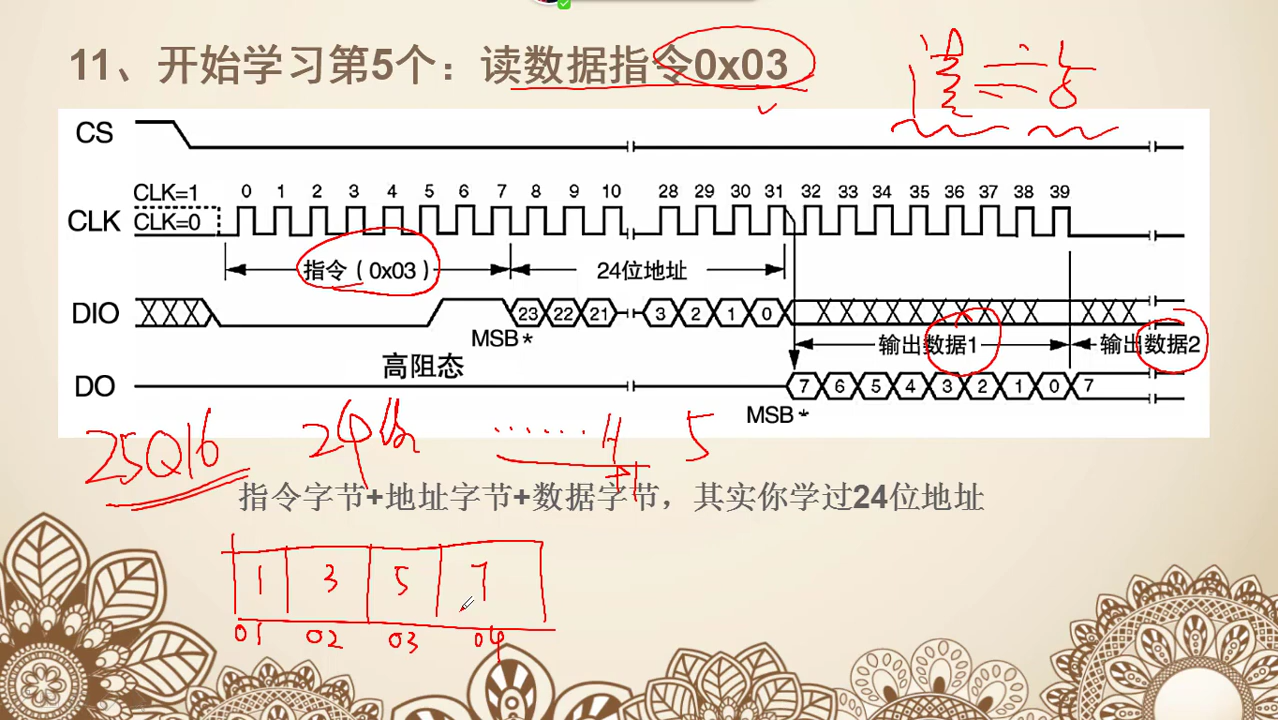 11、开始学习第5个：读数据指令0x03
CS
CLK=1
CLK=0
CLK
0 1 2 3 4 5 6 7 8 9 10 28 29 30 31 32 33 34 35 36 37 38 39
指令（0x03） 24位地址
DIO
23 22 21 3 2 1 0
MSB*
输出数据1 输出数据2
高阻态
DO
7 6 5 4 3 2 1 0 7
MSB*
25Q16 24 5
指令字节+地址字节+数据字节，其实你学过24位地址
1 3 5 7
01 02 03 04